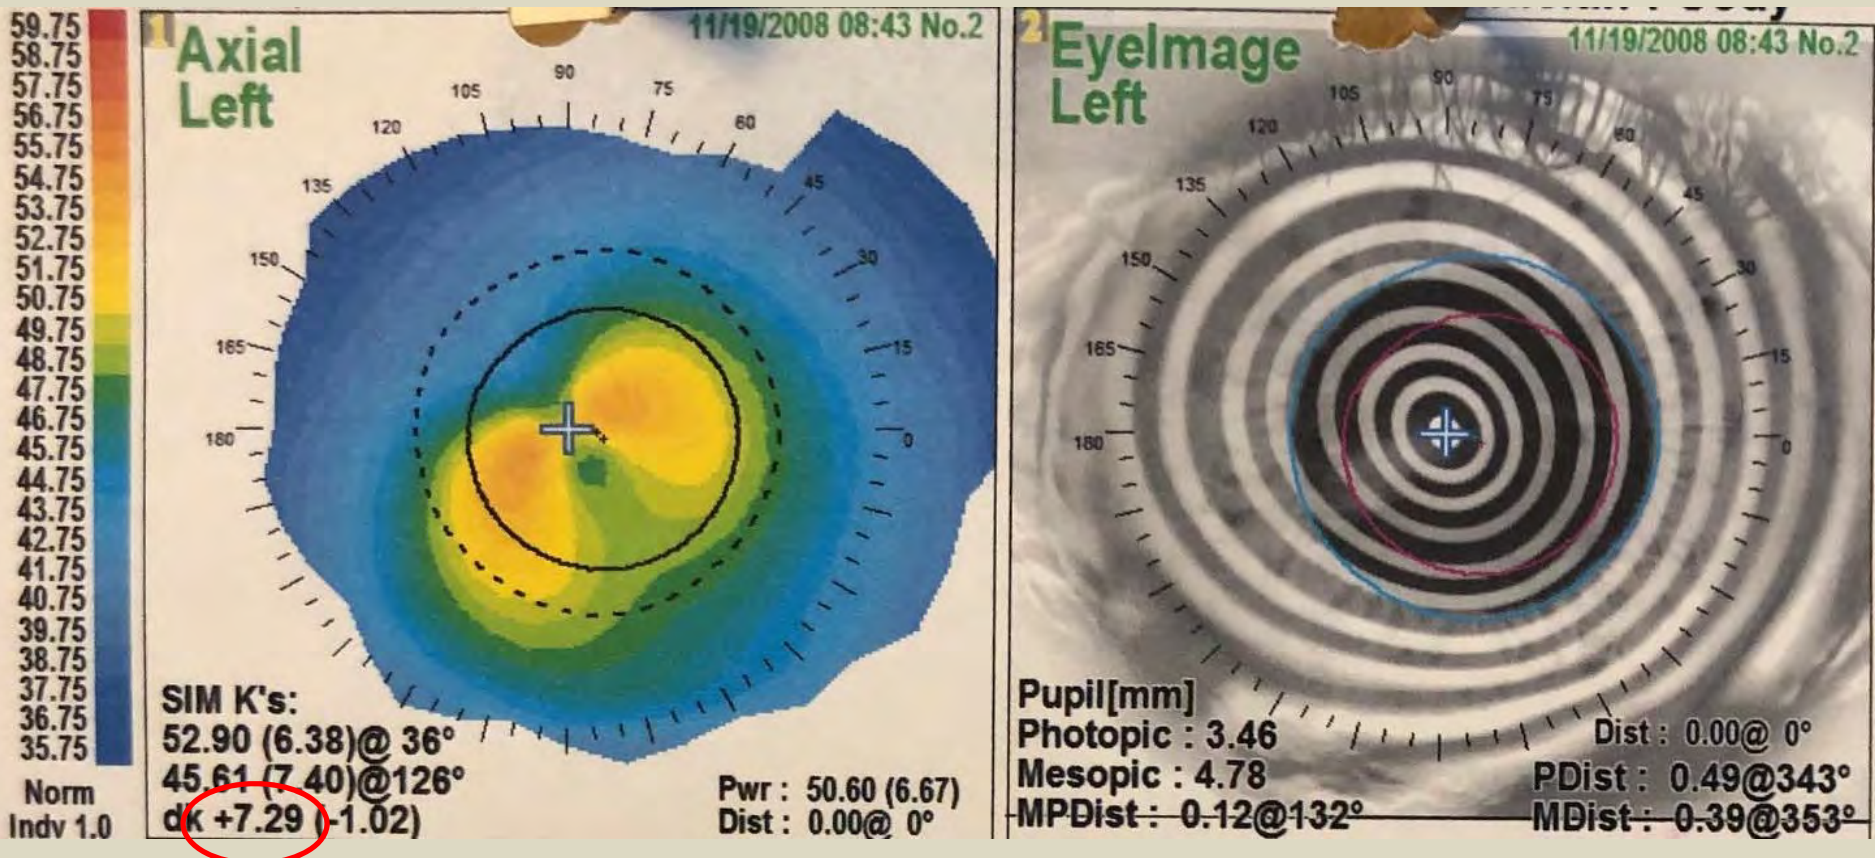 59.75
58.75
57.75
56.75
55.75
54.75
53.75
52.75
51.75
50.75
49.75
48.75
47.75
46.75
45.75
44.75
43.75
42.75
41.75
40.75
39.75
38.75
37.75
36.75
35.75
Norm
Indv 1.0
1
Axial
Left
11/19/2008 08:43 No.2
90
105
75
120
60
135
45
150
30
165
15
180
0
SIM K's:
52.90 (6.38)@ 36°
45.61 (7.40)@126°
dk +7.29 (-1.02)
Pwr : 50.60 (6.67)
Dist : 0.00@ 0°
2
EyeImage
Left
11/19/2008 08:43 No.2
90
105
75
120
60
135
45
150
30
165
15
180
0
Pupil[mm]
Photopic : 3.46
Mesopic : 4.78
MPDist : 0.12@132°
Dist : 0.00@ 0°
PDist : 0.49@343°
MDist : 0.39@353°